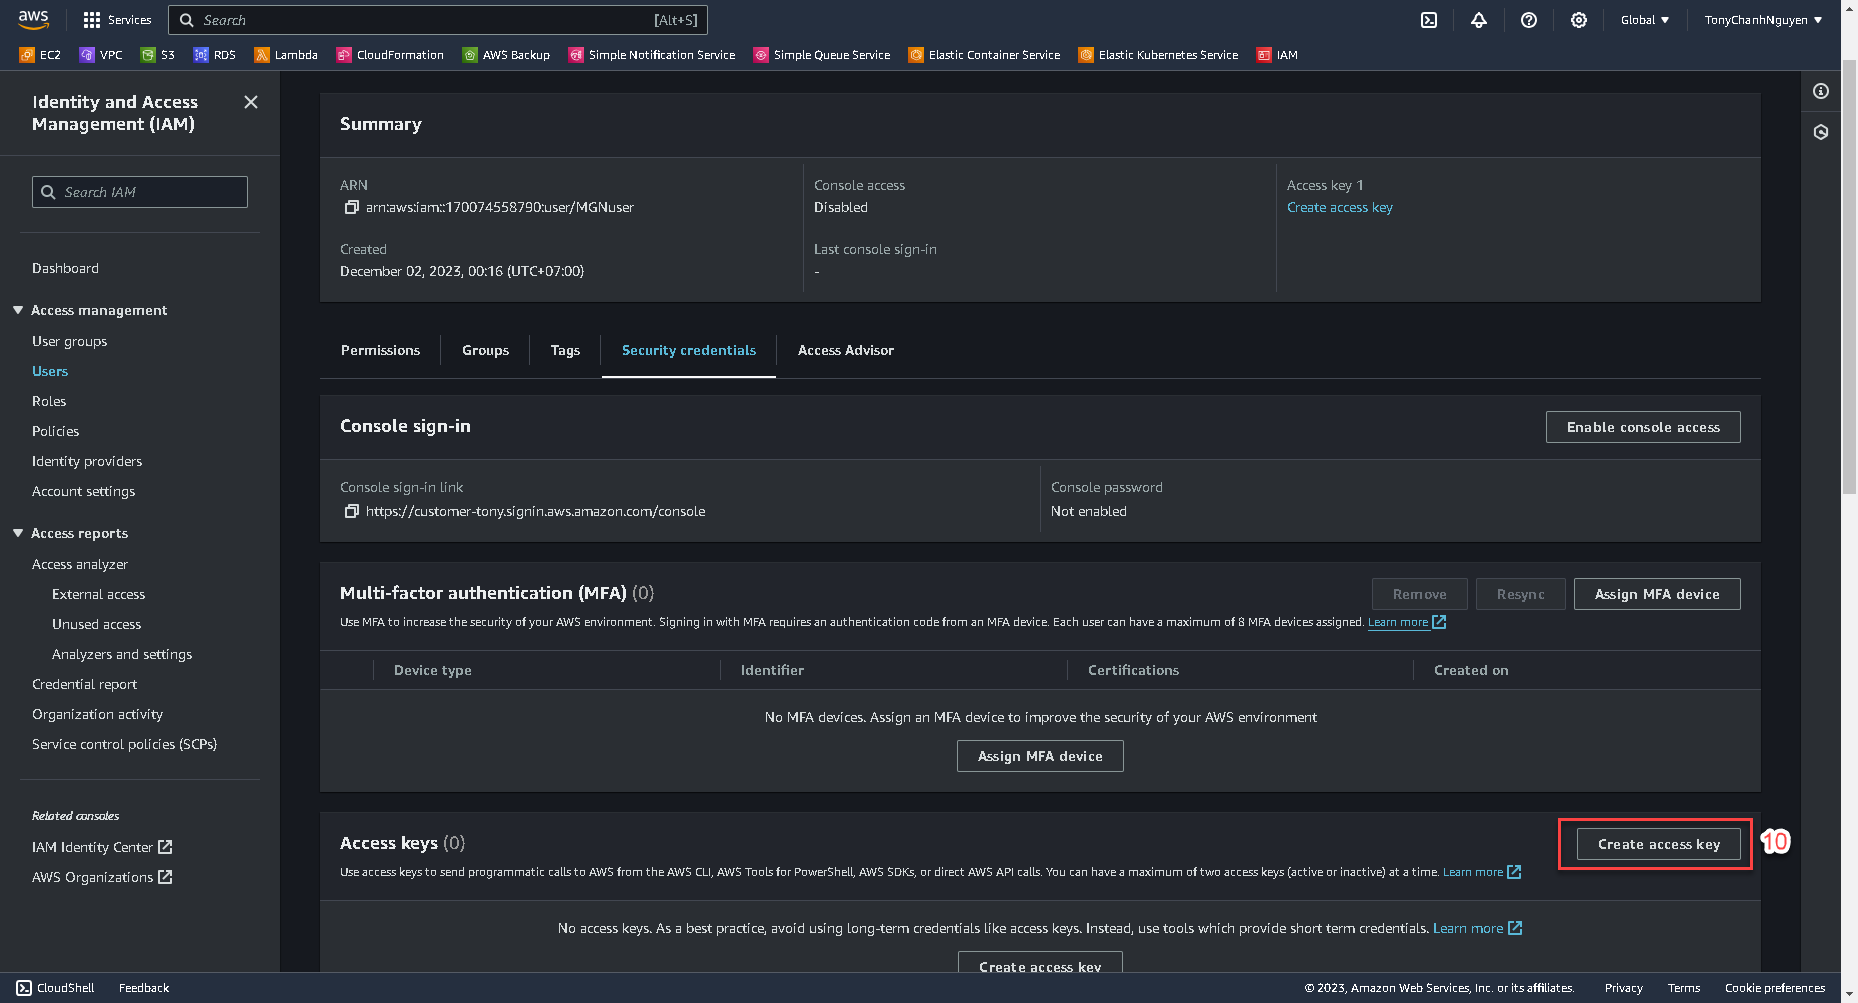 aws
Services
Search
[Alt+S]
Global
TonyChanhNguyen
EC2
VPC
S3
RDS
Lambda
CloudFormation
AWS Backup
Simple Notification Service
Simple Queue Service
Elastic Container Service
Elastic Kubernetes Service
IAM
Identity and Access
Management (IAM)
Search IAM
Dashboard
Access management
User groups
Users
Roles
Policies
Identity providers
Account settings
Access reports
Access analyzer
External access
Unused access
Analyzers and settings
Credential report
Organization activity
Service control policies (SCPs)
Related consoles
IAM Identity Center
AWS Organizations
Summary
ARN
arn:aws:iam::170074558790:user/MGNuser
Created
December 02, 2023, 00:16 (UTC+07:00)
Console access
Disabled
Last console sign-in
-
Access key 1
Create access key
Permissions
Groups
Tags
Security credentials
Access Advisor
Console sign-in
Enable console access
Console sign-in link
https://customer-tony.signin.aws.amazon.com/console
Console password
Not enabled
Multi-factor authentication (MFA) (0)
Remove
Resync
Assign MFA device
Use MFA to increase the security of your AWS environment. Signing in with MFA requires an authentication code from an MFA device. Each user can have a maximum of 8 MFA devices assigned. Learn more
Device type
Identifier
Certifications
Created on
No MFA devices. Assign an MFA device to improve the security of your AWS environment
Assign MFA device
Access keys (0)
Create access key
10
Use access keys to send programmatic calls to AWS from the AWS CLI, AWS Tools for PowerShell, AWS SDKs, or direct AWS API calls. You can have a maximum of two access keys (active or inactive) at a time. Learn more
No access keys. As a best practice, avoid using long-term credentials like access keys. Instead, use tools which provide short term credentials. Learn more
Create access key
CloudShell
Feedback
© 2023, Amazon Web Services, Inc. or its affiliates.
Privacy
Terms
Cookie preferences